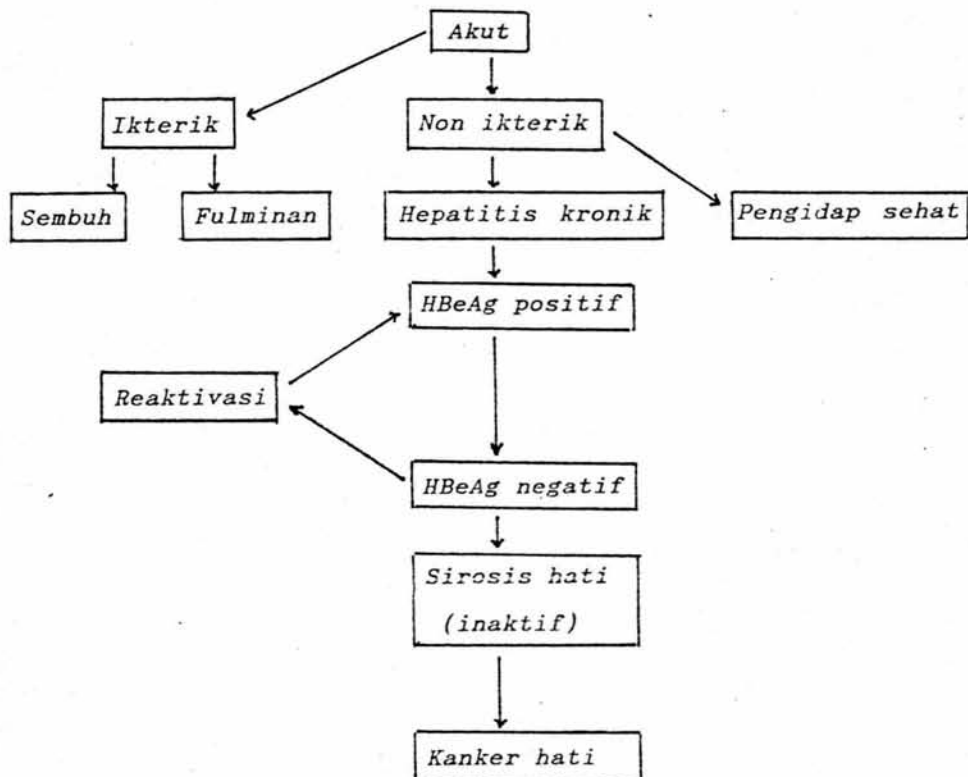 Akut
Ikterik
Non ikterik
Sembuh
Fulminan
Hepatitis kronik
Pengidap sehat
HBeAg positif
Reaktivasi
HBeAg negatif
Sirosis hati
(inaktif)
Kanker hati